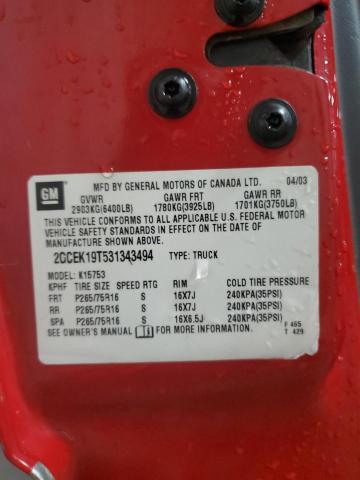 GM
MFD BY GENERAL MOTORS OF CANADA LTD. 04/03
GVWR GAWR FRT GAWR RR
2903KG(6400LB) 1780KG(3925LB) 1701KG(3750LB)
THIS VEHICLE CONFORMS TO ALL APPLICABLE U.S. FEDERAL MOTOR
VEHICLE SAFETY STANDARDS IN EFFECT ON THE DATE OF
MANUFACTURE SHOWN ABOVE.
2GCEK19T531343494 TYPE: TRUCK
MODEL: K15753
KPHF TIRE SIZE SPEED RTG RIM COLD TIRE PRESSURE
FRT P265/75R16 S 16X7J 240KPA(35PSI)
RR P265/75R16 S 16X7J 240KPA(35PSI)
SPA P265/75R16 S 16X6.5J 240KPA(35PSI)
SEE OWNER'S MANUAL FOR MORE INFORMATION F 465
T 429